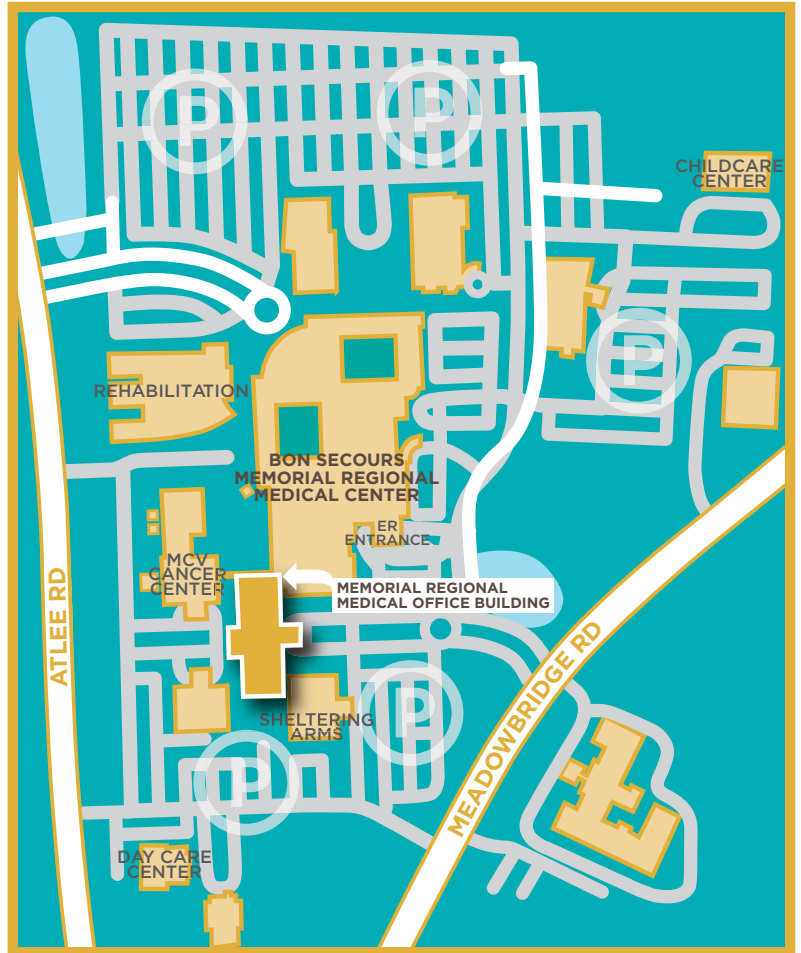 P
P
CHILDCARE
CENTER
P
REHABILITATION
BON SECOURS
MEMORIAL REGIONAL
MEDICAL CENTER
ER
ENTRANCE
MCV
CANCER
CENTER
MEMORIAL REGIONAL
MEDICAL OFFICE BUILDING
ATLEE RD
MEADOWBRIDGE RD
P
SHELTERING
ARMS
P
DAY CARE
CENTER